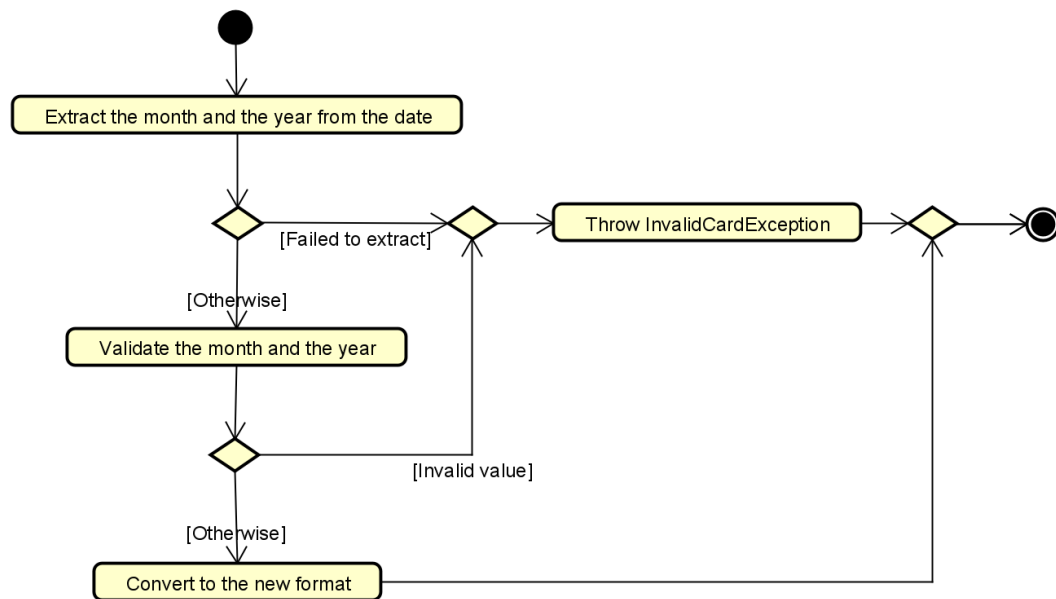 Extract the month and the year from the date
Throw InvalidCardException
[Failed to extract]
[Otherwise]
Validate the month and the year
[Invalid value]
[Otherwise]
Convert to the new format